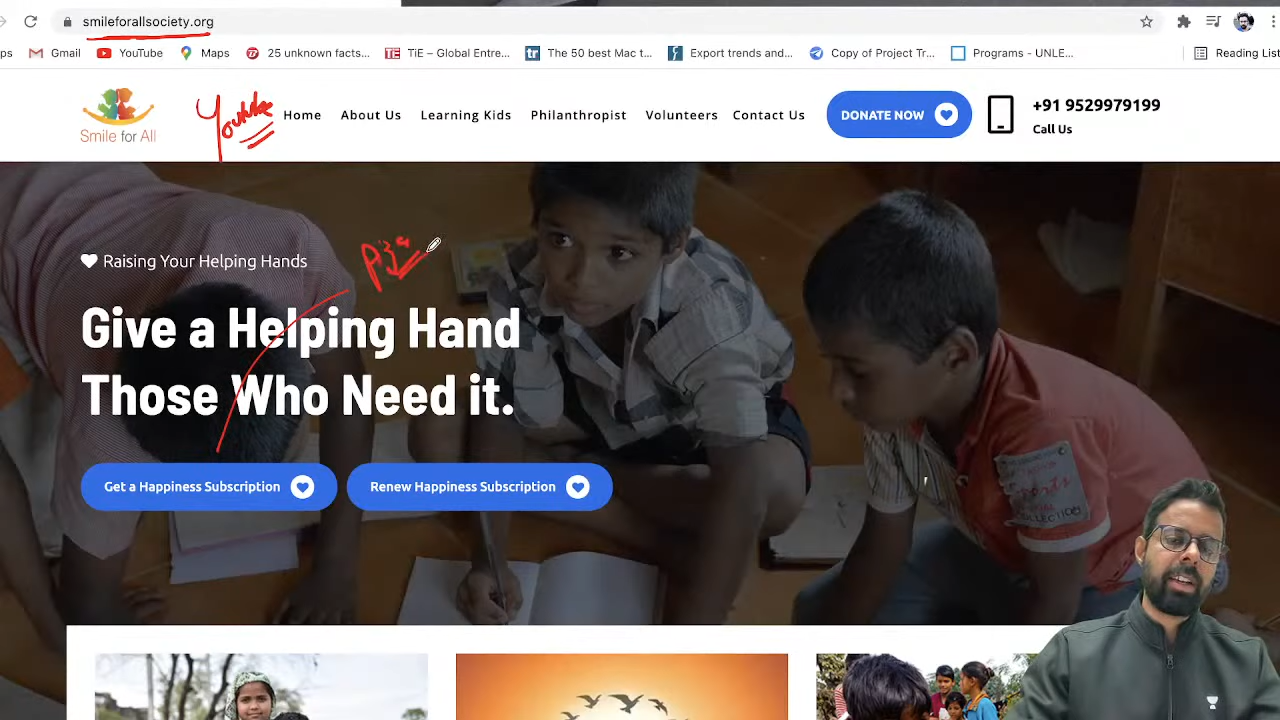 smileforallsociety.org
ps
Gmail
YouTube
Maps
25 unknown facts...
TiE – Global Entre...
The 50 best Mac t...
Export trends and...
Copy of Project Tr...
Programs - UNLE...
Reading List
Smile for All
Youtube
Home
About Us
Learning Kids
Philanthropist
Volunteers
Contact Us
DONATE NOW
+91 9529979199
Call Us
Raising Your Helping Hands
Give a Helping Hand
Those Who Need it.
Get a Happiness Subscription
Renew Happiness Subscription